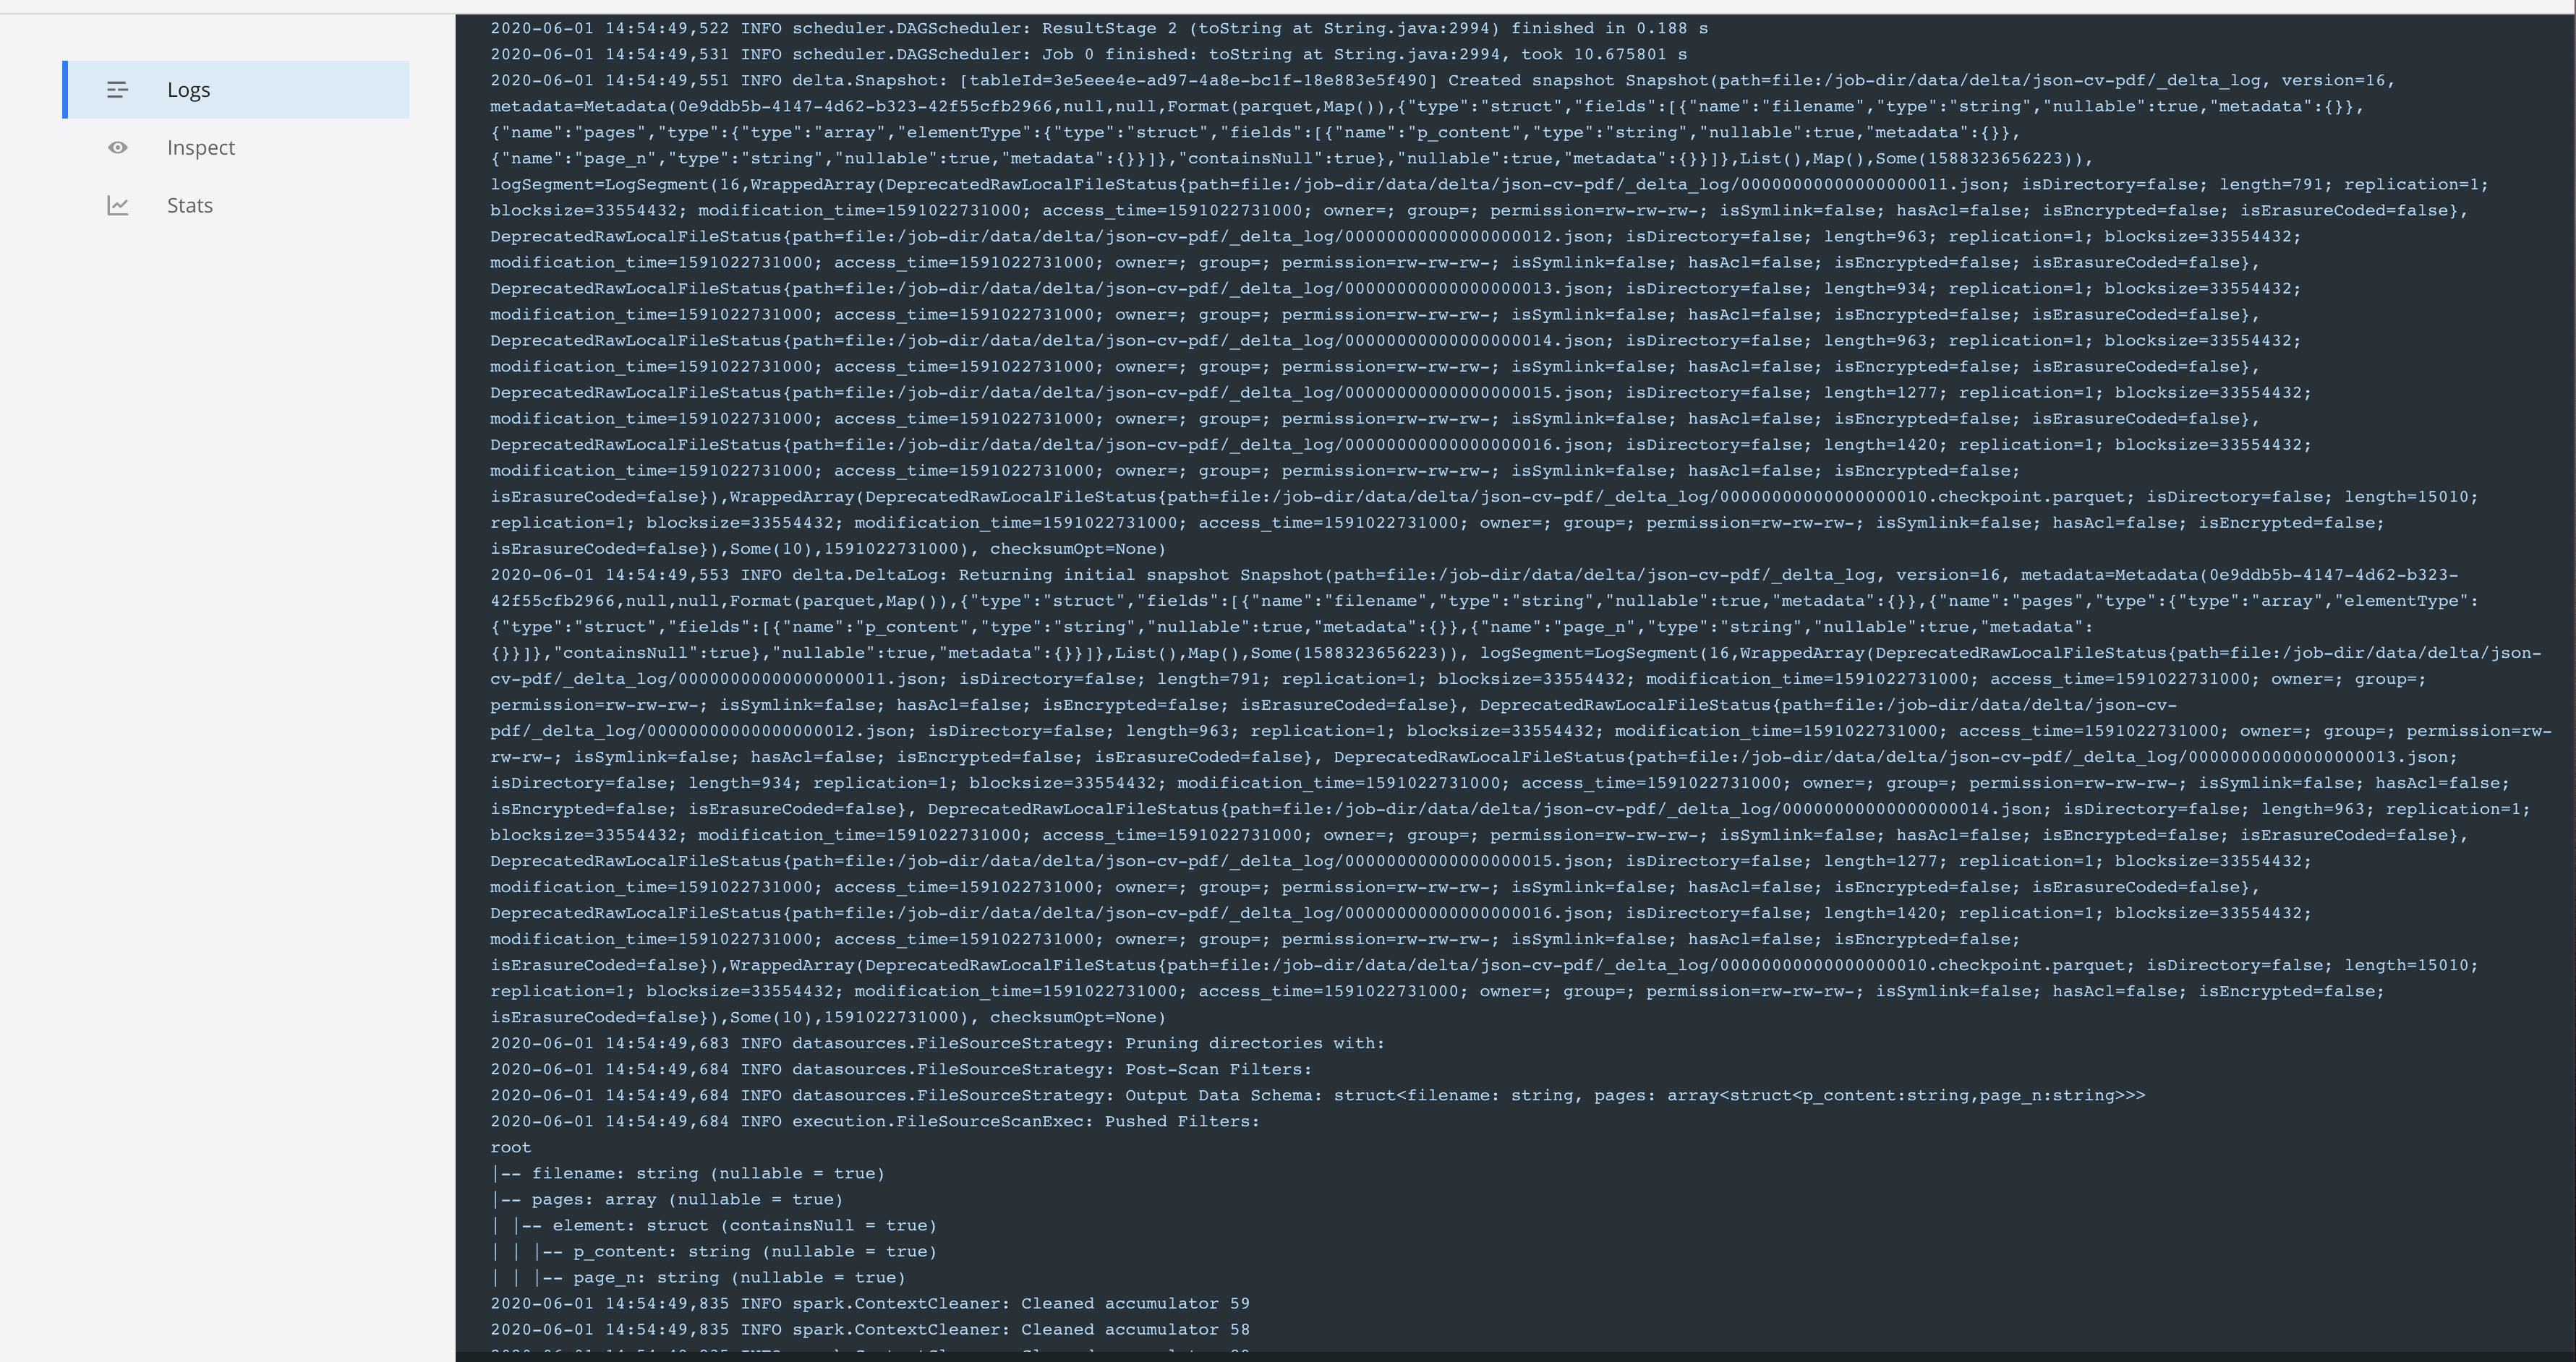 Logs
Inspect
Stats
2020-06-01 14:54:49,522 INFO scheduler.DAGScheduler: ResultStage 2 (toString at String.java:2994) finished in 0.188 s
2020-06-01 14:54:49,531 INFO scheduler.DAGScheduler: Job 0 finished: toString at String.java:2994, took 10.675801 s
2020-06-01 14:54:49,551 INFO delta.Snapshot: [tableId=3e5eee4e-ad97-4a8e-bc1f-18e883e5f490] Created snapshot Snapshot(path=file:/job-dir/data/delta/json-cv-pdf/_delta_log, version=16,
metadata=Metadata(0e9ddb5b-4147-4d62-b323-42f55cfb2966,null,null,Format(parquet,Map()),{"type":"struct","fields":[{"name":"filename","type":"string","nullable":true,"metadata":{}},
{"name":"pages","type":{"type":"array","elementType":{"type":"struct","fields":[{"name":"p_content","type":"string","nullable":true,"metadata":{}},
{"name":"page_n","type":"string","nullable":true,"metadata":{}}]},"containsNull":true},"nullable":true,"metadata":{}}]},List(),Map(),Some(1588323656223)),
logSegment=LogSegment(16,WrappedArray(DeprecatedRawLocalFileStatus{path=file:/job-dir/data/delta/json-cv-pdf/_delta_log/00000000000000000011.json; isDirectory=false; length=791; replication=1;
blocksize=33554432; modification_time=1591022731000; access_time=1591022731000; owner=; group=; permission=rw-rw-rw-; isSymlink=false; hasAcl=false; isEncrypted=false; isErasureCoded=false},
DeprecatedRawLocalFileStatus{path=file:/job-dir/data/delta/json-cv-pdf/_delta_log/00000000000000000012.json; isDirectory=false; length=963; replication=1; blocksize=33554432;
modification_time=1591022731000; access_time=1591022731000; owner=; group=; permission=rw-rw-rw-; isSymlink=false; hasAcl=false; isEncrypted=false; isErasureCoded=false},
DeprecatedRawLocalFileStatus{path=file:/job-dir/data/delta/json-cv-pdf/_delta_log/00000000000000000013.json; isDirectory=false; length=934; replication=1; blocksize=33554432;
modification_time=1591022731000; access_time=1591022731000; owner=; group=; permission=rw-rw-rw-; isSymlink=false; hasAcl=false; isEncrypted=false; isErasureCoded=false},
DeprecatedRawLocalFileStatus{path=file:/job-dir/data/delta/json-cv-pdf/_delta_log/00000000000000000014.json; isDirectory=false; length=963; replication=1; blocksize=33554432;
modification_time=1591022731000; access_time=1591022731000; owner=; group=; permission=rw-rw-rw-; isSymlink=false; hasAcl=false; isEncrypted=false; isErasureCoded=false},
DeprecatedRawLocalFileStatus{path=file:/job-dir/data/delta/json-cv-pdf/_delta_log/00000000000000000015.json; isDirectory=false; length=1277; replication=1; blocksize=33554432;
modification_time=1591022731000; access_time=1591022731000; owner=; group=; permission=rw-rw-rw-; isSymlink=false; hasAcl=false; isEncrypted=false; isErasureCoded=false},
DeprecatedRawLocalFileStatus{path=file:/job-dir/data/delta/json-cv-pdf/_delta_log/00000000000000000016.json; isDirectory=false; length=1420; replication=1; blocksize=33554432;
modification_time=1591022731000; access_time=1591022731000; owner=; group=; permission=rw-rw-rw-; isSymlink=false; hasAcl=false; isEncrypted=false;
isErasureCoded=false}),WrappedArray(DeprecatedRawLocalFileStatus{path=file:/job-dir/data/delta/json-cv-pdf/_delta_log/00000000000000000010.checkpoint.parquet; isDirectory=false; length=15010;
replication=1; blocksize=33554432; modification_time=1591022731000; access_time=1591022731000; owner=; group=; permission=rw-rw-rw-; isSymlink=false; hasAcl=false; isEncrypted=false;
isErasureCoded=false}),Some(10),1591022731000), checksumOpt=None)
2020-06-01 14:54:49,553 INFO delta.DeltaLog: Returning initial snapshot Snapshot(path=file:/job-dir/data/delta/json-cv-pdf/_delta_log, version=16, metadata=Metadata(0e9ddb5b-4147-4d62-b323-
42f55cfb2966,null,null,Format(parquet,Map()),{"type":"struct","fields":[{"name":"filename","type":"string","nullable":true,"metadata":{}},{"name":"pages","type":{"type":"array","elementType":
{"type":"struct","fields":[{"name":"p_content","type":"string","nullable":true,"metadata":{}},{"name":"page_n","type":"string","nullable":true,"metadata":
{}}]},"containsNull":true},"nullable":true,"metadata":{}}]},List(),Map(),Some(1588323656223)), logSegment=LogSegment(16,WrappedArray(DeprecatedRawLocalFileStatus{path=file:/job-dir/data/delta/json-
cv-pdf/_delta_log/00000000000000000011.json; isDirectory=false; length=791; replication=1; blocksize=33554432; modification_time=1591022731000; access_time=1591022731000; owner=; group=;
permission=rw-rw-rw-; isSymlink=false; hasAcl=false; isEncrypted=false; isErasureCoded=false}, DeprecatedRawLocalFileStatus{path=file:/job-dir/data/delta/json-cv-
pdf/_delta_log/00000000000000000012.json; isDirectory=false; length=963; replication=1; blocksize=33554432; modification_time=1591022731000; access_time=1591022731000; owner=; group=; permission=rw-
rw-rw-; isSymlink=false; hasAcl=false; isEncrypted=false; isErasureCoded=false}, DeprecatedRawLocalFileStatus{path=file:/job-dir/data/delta/json-cv-pdf/_delta_log/00000000000000000013.json;
isDirectory=false; length=934; replication=1; blocksize=33554432; modification_time=1591022731000; access_time=1591022731000; owner=; group=; permission=rw-rw-rw-; isSymlink=false; hasAcl=false;
isEncrypted=false; isErasureCoded=false}, DeprecatedRawLocalFileStatus{path=file:/job-dir/data/delta/json-cv-pdf/_delta_log/00000000000000000014.json; isDirectory=false; length=963; replication=1;
blocksize=33554432; modification_time=1591022731000; access_time=1591022731000; owner=; group=; permission=rw-rw-rw-; isSymlink=false; hasAcl=false; isEncrypted=false; isErasureCoded=false},
DeprecatedRawLocalFileStatus{path=file:/job-dir/data/delta/json-cv-pdf/_delta_log/00000000000000000015.json; isDirectory=false; length=1277; replication=1; blocksize=33554432;
modification_time=1591022731000; access_time=1591022731000; owner=; group=; permission=rw-rw-rw-; isSymlink=false; hasAcl=false; isEncrypted=false; isErasureCoded=false},
DeprecatedRawLocalFileStatus{path=file:/job-dir/data/delta/json-cv-pdf/_delta_log/00000000000000000016.json; isDirectory=false; length=1420; replication=1; blocksize=33554432;
modification_time=1591022731000; access_time=1591022731000; owner=; group=; permission=rw-rw-rw-; isSymlink=false; hasAcl=false; isEncrypted=false;
isErasureCoded=false}),WrappedArray(DeprecatedRawLocalFileStatus{path=file:/job-dir/data/delta/json-cv-pdf/_delta_log/00000000000000000010.checkpoint.parquet; isDirectory=false; length=15010;
replication=1; blocksize=33554432; modification_time=1591022731000; access_time=1591022731000; owner=; group=; permission=rw-rw-rw-; isSymlink=false; hasAcl=false; isEncrypted=false;
isErasureCoded=false}),Some(10),1591022731000), checksumOpt=None)
2020-06-01 14:54:49,683 INFO datasources.FileSourceStrategy: Pruning directories with:
2020-06-01 14:54:49,684 INFO datasources.FileSourceStrategy: Post-Scan Filters:
2020-06-01 14:54:49,684 INFO datasources.FileSourceStrategy: Output Data Schema: struct<filename: string, pages: array<struct<p_content:string,page_n:string>>>
2020-06-01 14:54:49,684 INFO execution.FileSourceScanExec: Pushed Filters:
root
|-- filename: string (nullable = true)
|-- pages: array (nullable = true)
| |-- element: struct (containsNull = true)
| | |-- p_content: string (nullable = true)
| | |-- page_n: string (nullable = true)
2020-06-01 14:54:49,835 INFO spark.ContextCleaner: Cleaned accumulator 59
2020-06-01 14:54:49,835 INFO spark.ContextCleaner: Cleaned accumulator 58